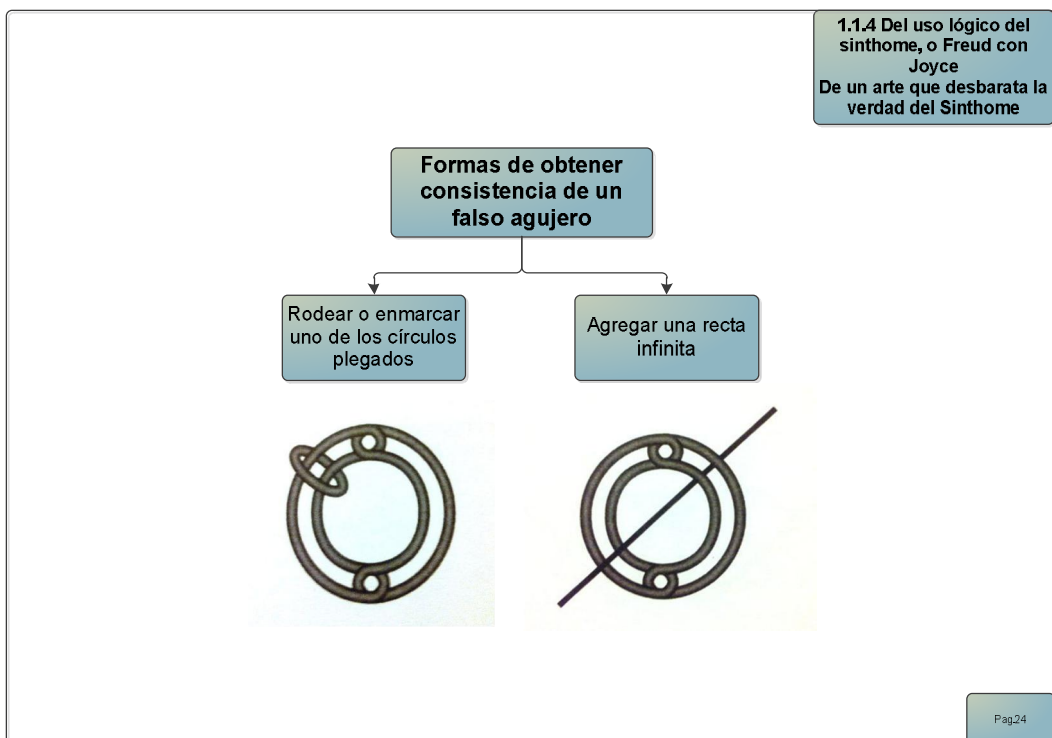 1.1.4 Del uso lógico del
sinthome, o Freud con
Joyce
De un arte que desbarata la
verdad del Sinthome
Formas de obtener
consistencia de un
falso agujero
Rodear o enmarcar
uno de los círculos
plegados
Agregar una recta
infinita
Pag.24